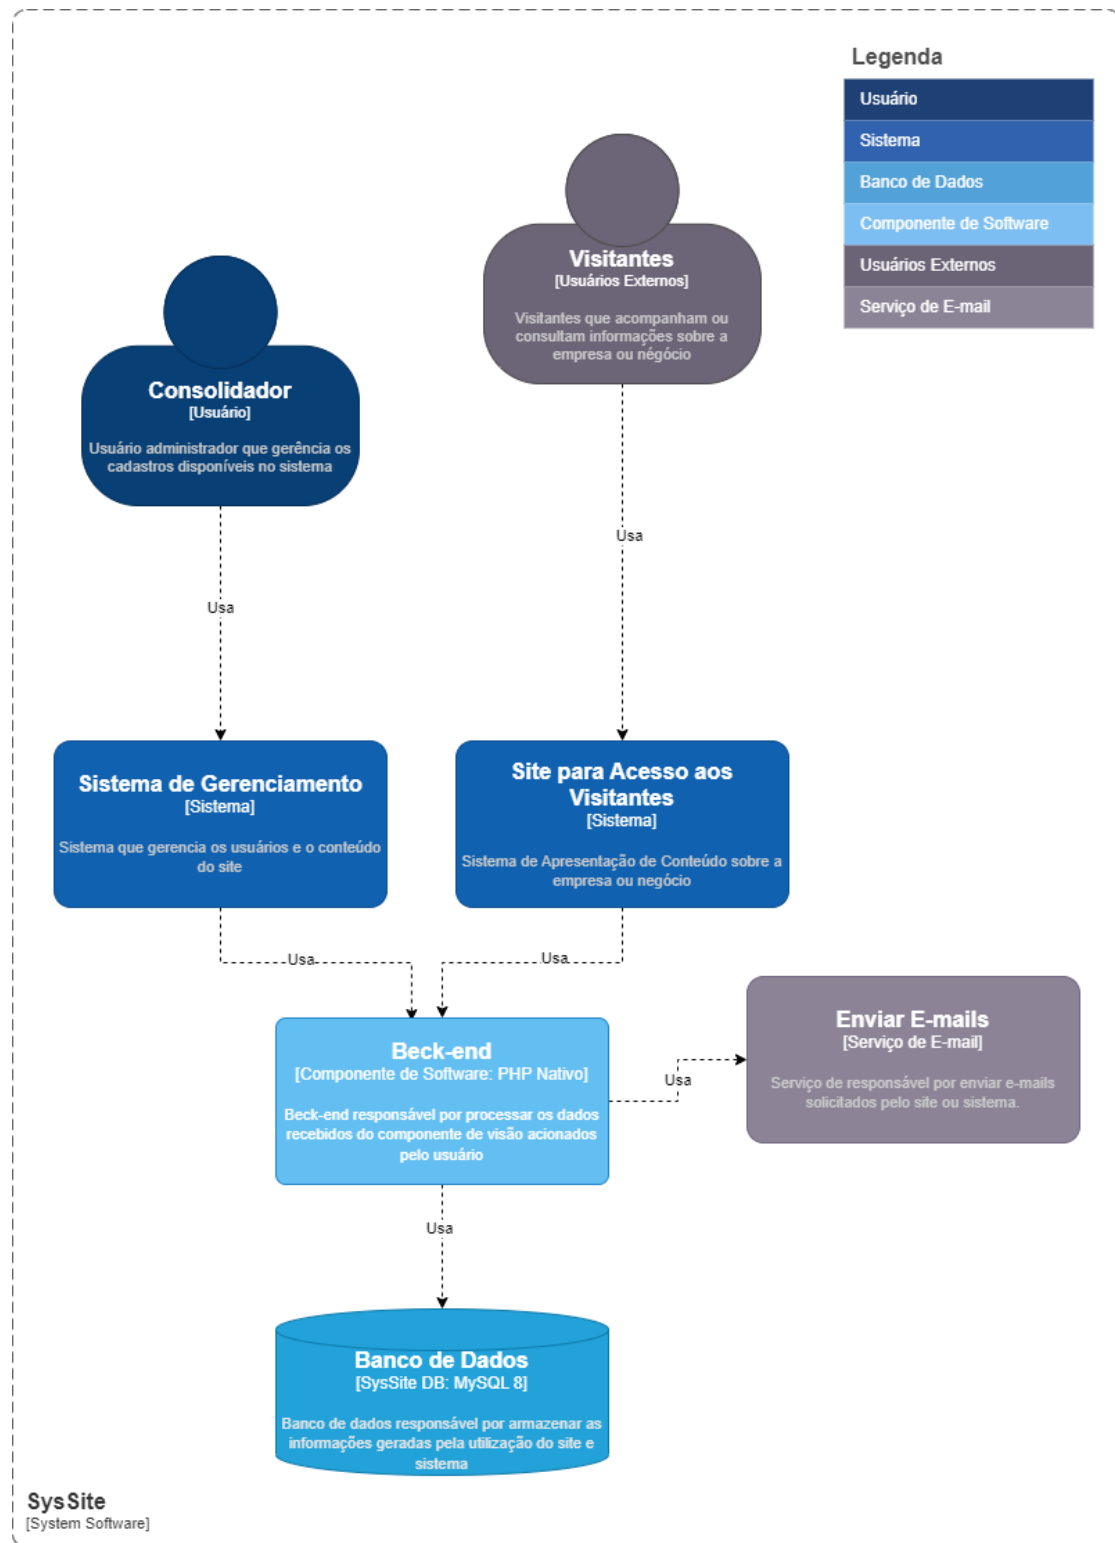 Legenda
Usuário
Sistema
Banco de Dados
Componente de Software
Usuários Externos
Serviço de E-mail
Visitantes
[Usuários Externos]
Visitantes que acompanham ou
consultam informações sobre a
empresa ou négócio
Consolidador
[Usuário]
Usuário administrador que gerência os
cadastros disponíveis no sistema
Usa
Usa
Sistema de Gerenciamento
[Sistema]
Sistema que gerencia os usuários e o conteúdo
do site
Site para Acesso aos
Visitantes
[Sistema]
Sistema de Apresentação de Conteúdo sobre a
empresa ou negócio
Usa
Usa
Beck-end
[Componente de Software: PHP Nativo]
Beck-end responsável por processar os dados
recebidos do componente de visão acionados
pelo usuário
Usa
Enviar E-mails
[Serviço de E-mail]
Serviço de responsável por enviar e-mails
solicitados pelo site ou sistema.
Usa
Banco de Dados
[SysSite DB: MySQL 8]
Banco de dados responsável por armazenar as
informações geradas pela utilização do site e
sistema
SysSite
[System Software]